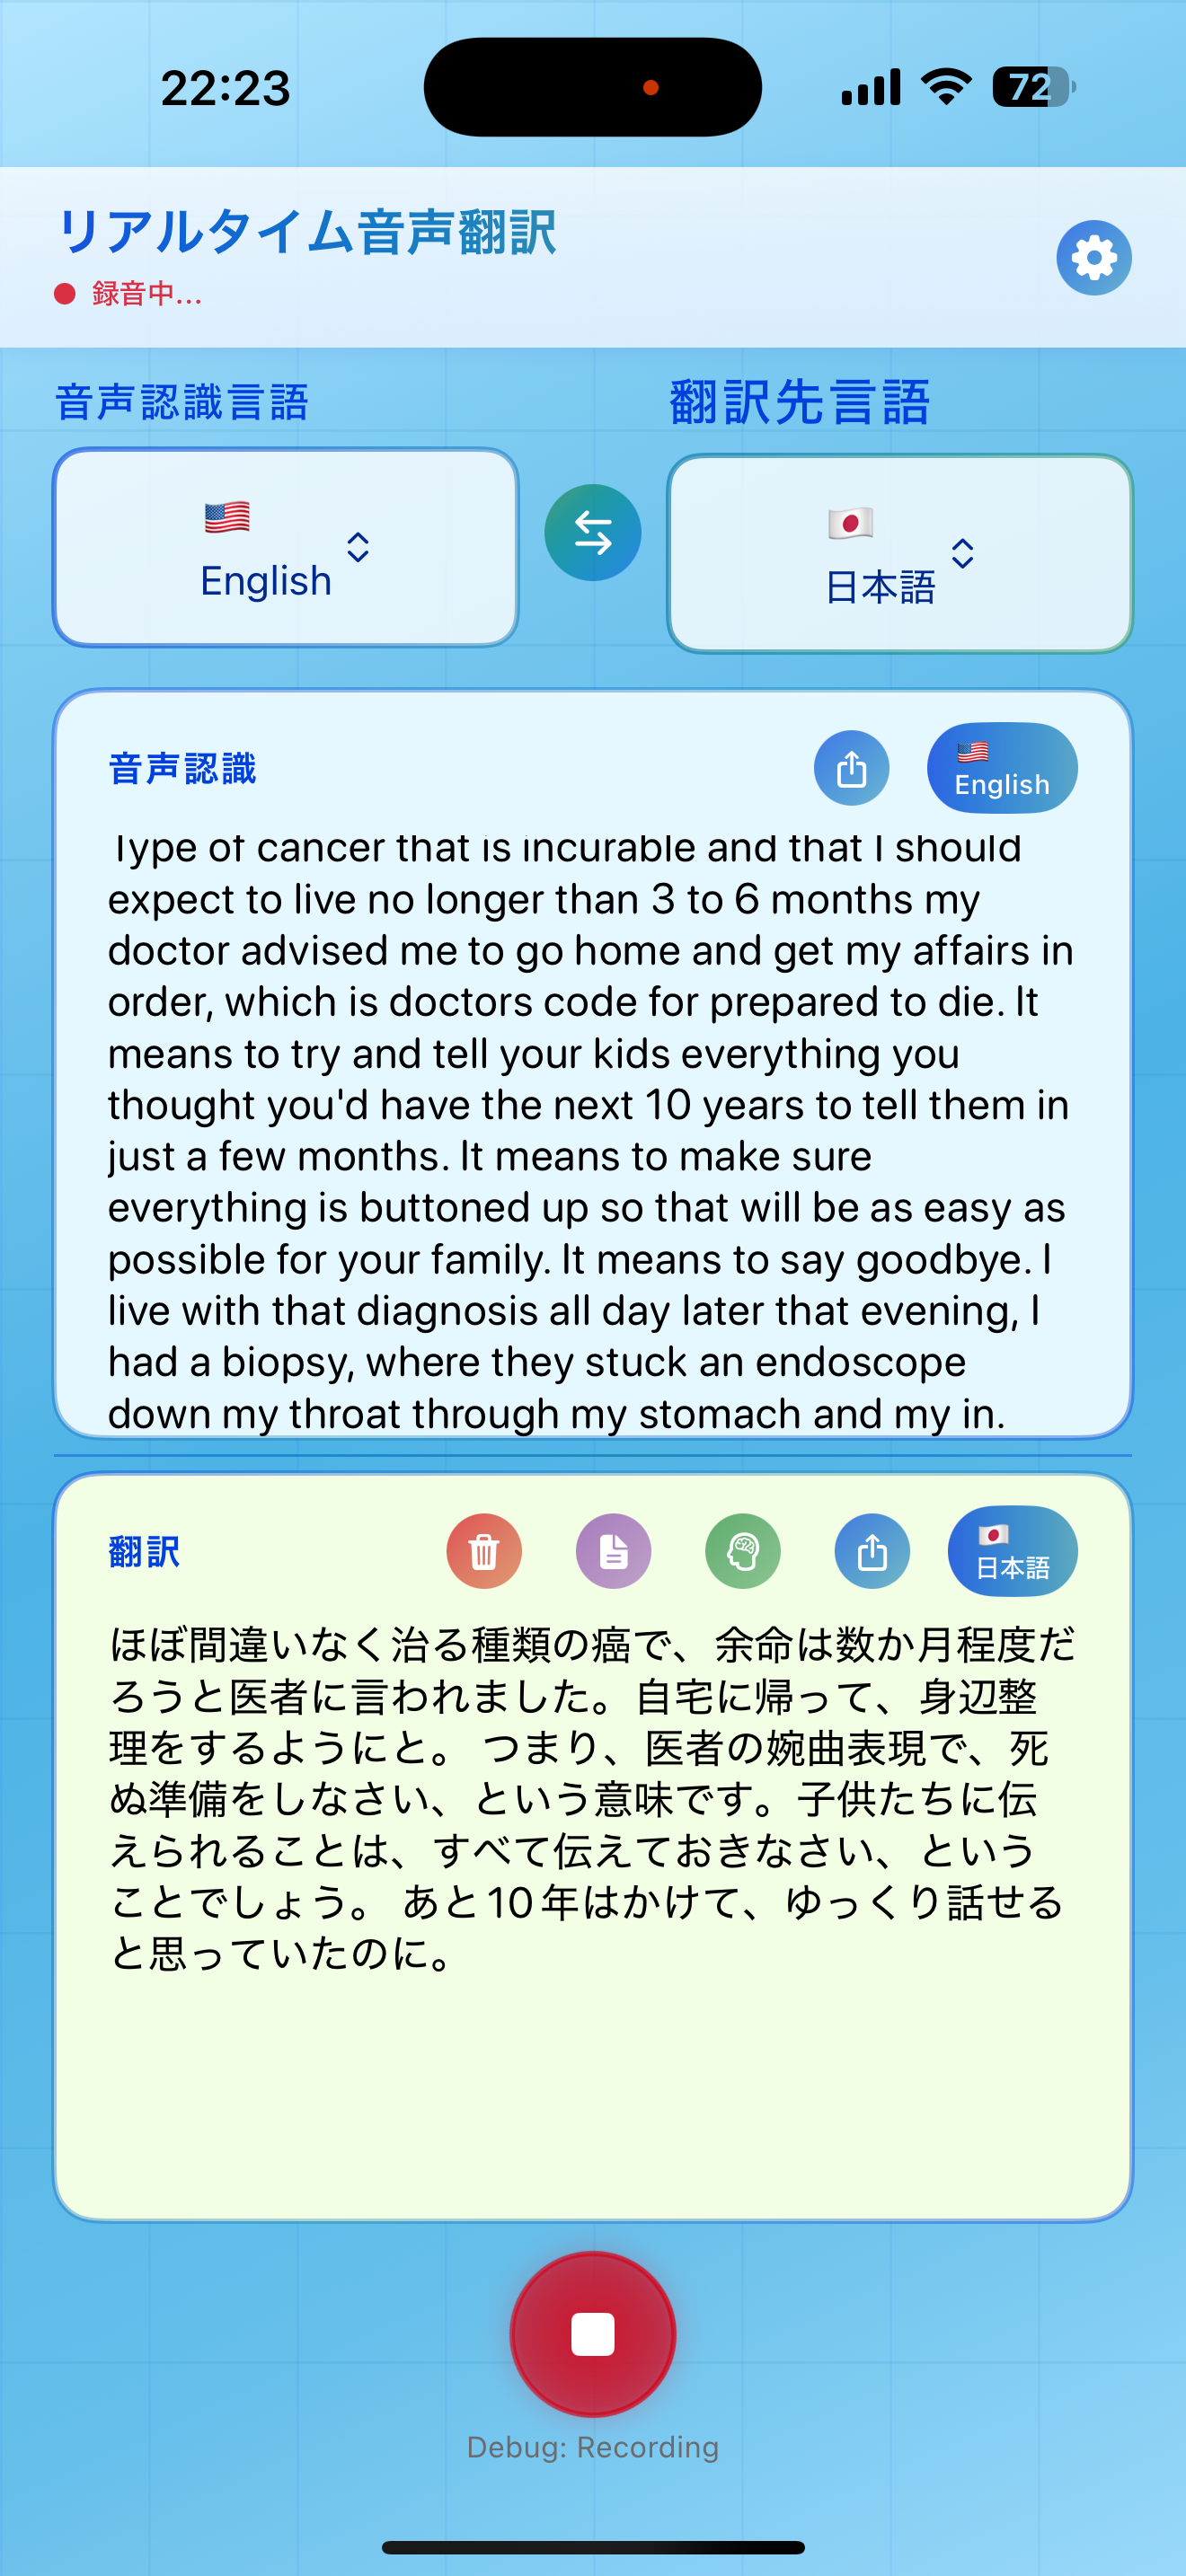 22:23
72
リアルタイム音声翻訳
録音中...
音声認識言語
翻訳先言語
English
日本語
音声認識
English
Type of cancer that is incurable and that I should
expect to live no longer than 3 to 6 months my
doctor advised me to go home and get my affairs in
order, which is doctors code for prepared to die. It
means to try and tell your kids everything you
thought you'd have the next 10 years to tell them in
just a few months. It means to make sure
everything is buttoned up so that will be as easy as
possible for your family. It means to say goodbye. I
live with that diagnosis all day later that evening, I
had a biopsy, where they stuck an endoscope
down my throat through my stomach and my in.
翻訳
日本語
ほぼ間違いなく治る種類の癌で、余命は数か月程度だ
ろうと医者に言われました。自宅に帰って、身辺整
理をするようにと。 つまり、医者の婉曲表現で、死
ぬ準備をしなさい、という意味です。子供たちに伝
えられることは、すべて伝えておきなさい、という
ことでしょう。 あと10年はかけて、ゆっくり話せる
と思っていたのに。
Debug: Recording